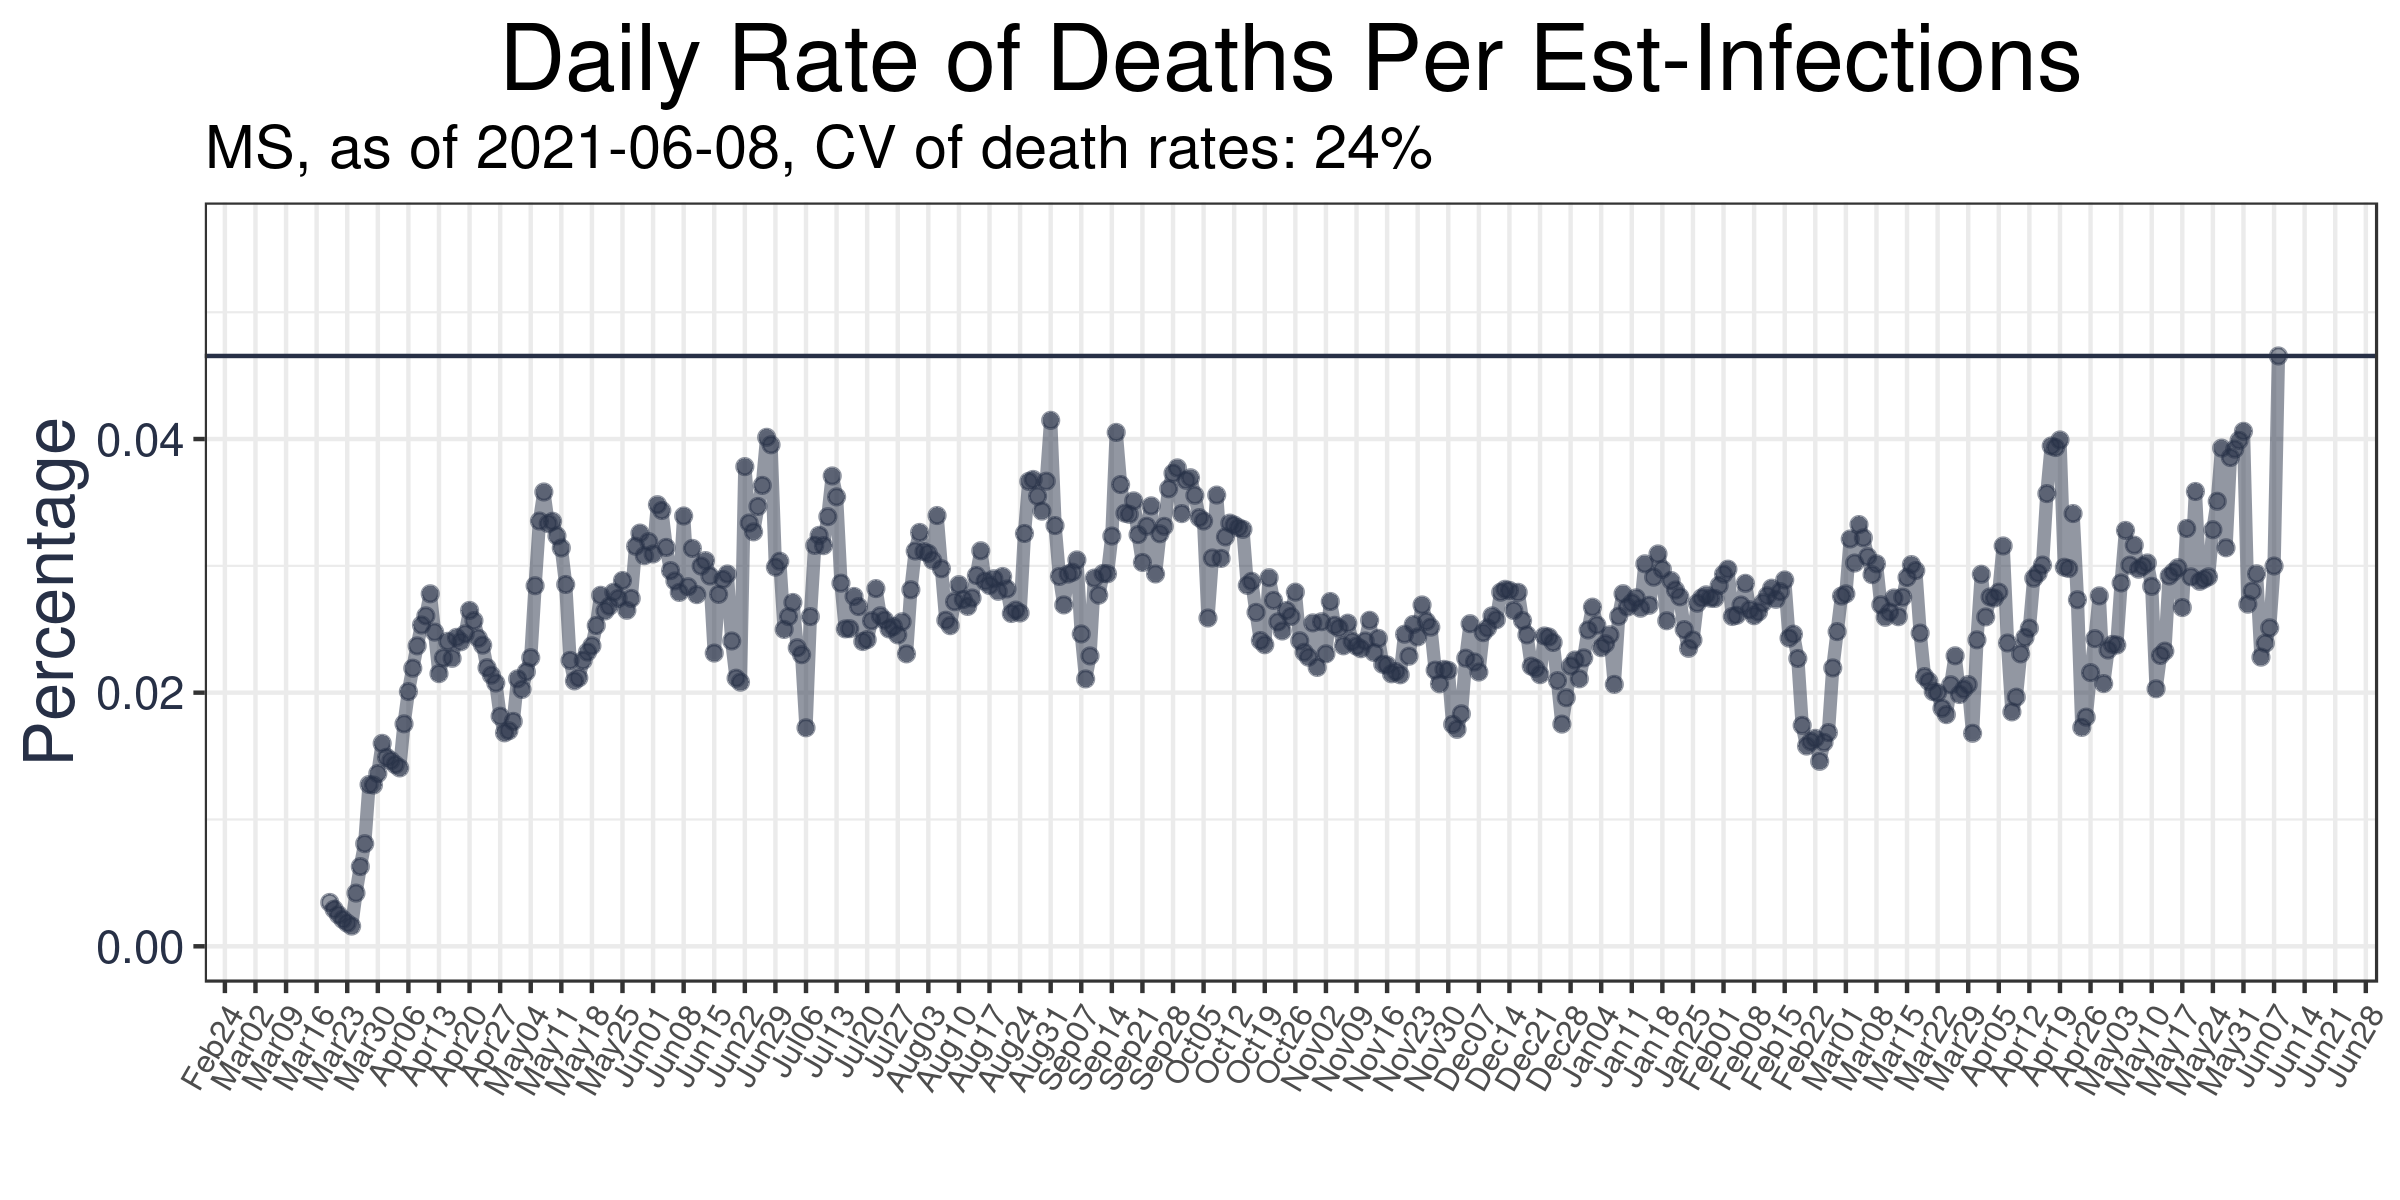 Daily Rate of Deaths Per Est-Infections
MS, as of 2021-06-08, CV of death rates: 24%
Percentage
0.04
0.02
0.00
Feb24
Mar02
Mar09
Mar16
Mar23
Mar30
Apr06
Apr13
Apr20
Apr27
May04
May11
May18
May25
Jun01
Jun08
Jun15
Jun22
Jun29
Jul06
Jul13
Jul20
Jul27
Aug03
Aug10
Aug17
Aug24
Aug31
Sep07
Sep14
Sep21
Sep28
Oct05
Oct12
Oct19
Oct26
Nov02
Nov09
Nov16
Nov23
Nov30
Dec07
Dec14
Dec21
Dec28
Jan04
Jan11
Jan18
Jan25
Feb01
Feb08
Feb15
Feb22
Mar01
Mar08
Mar15
Mar22
Mar29
Apr05
Apr12
Apr19
Apr26
May03
May10
May17
May24
May31
Jun07
Jun14
Jun21
Jun28